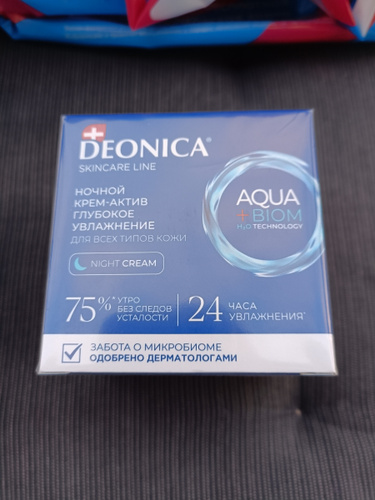 DEONICA®
SKINCARE LINE
НОЧНОЙ
КРЕМ-АКТИВ
ГЛУБОКОЕ
УВЛАЖНЕНИЕ
ДЛЯ ВСЕХ ТИПОВ КОЖИ
NIGHT CREAM
AQUA
+BIOM
H₂O TECHNOLOGY
75%* УТРО
БЕЗ СЛЕДОВ
УСТАЛОСТИ
24 ЧАСА
УВЛАЖНЕНИЯ*
ЗАБОТА О МИКРОБИОМЕ
ОДОБРЕНО ДЕРМАТОЛОГАМИ